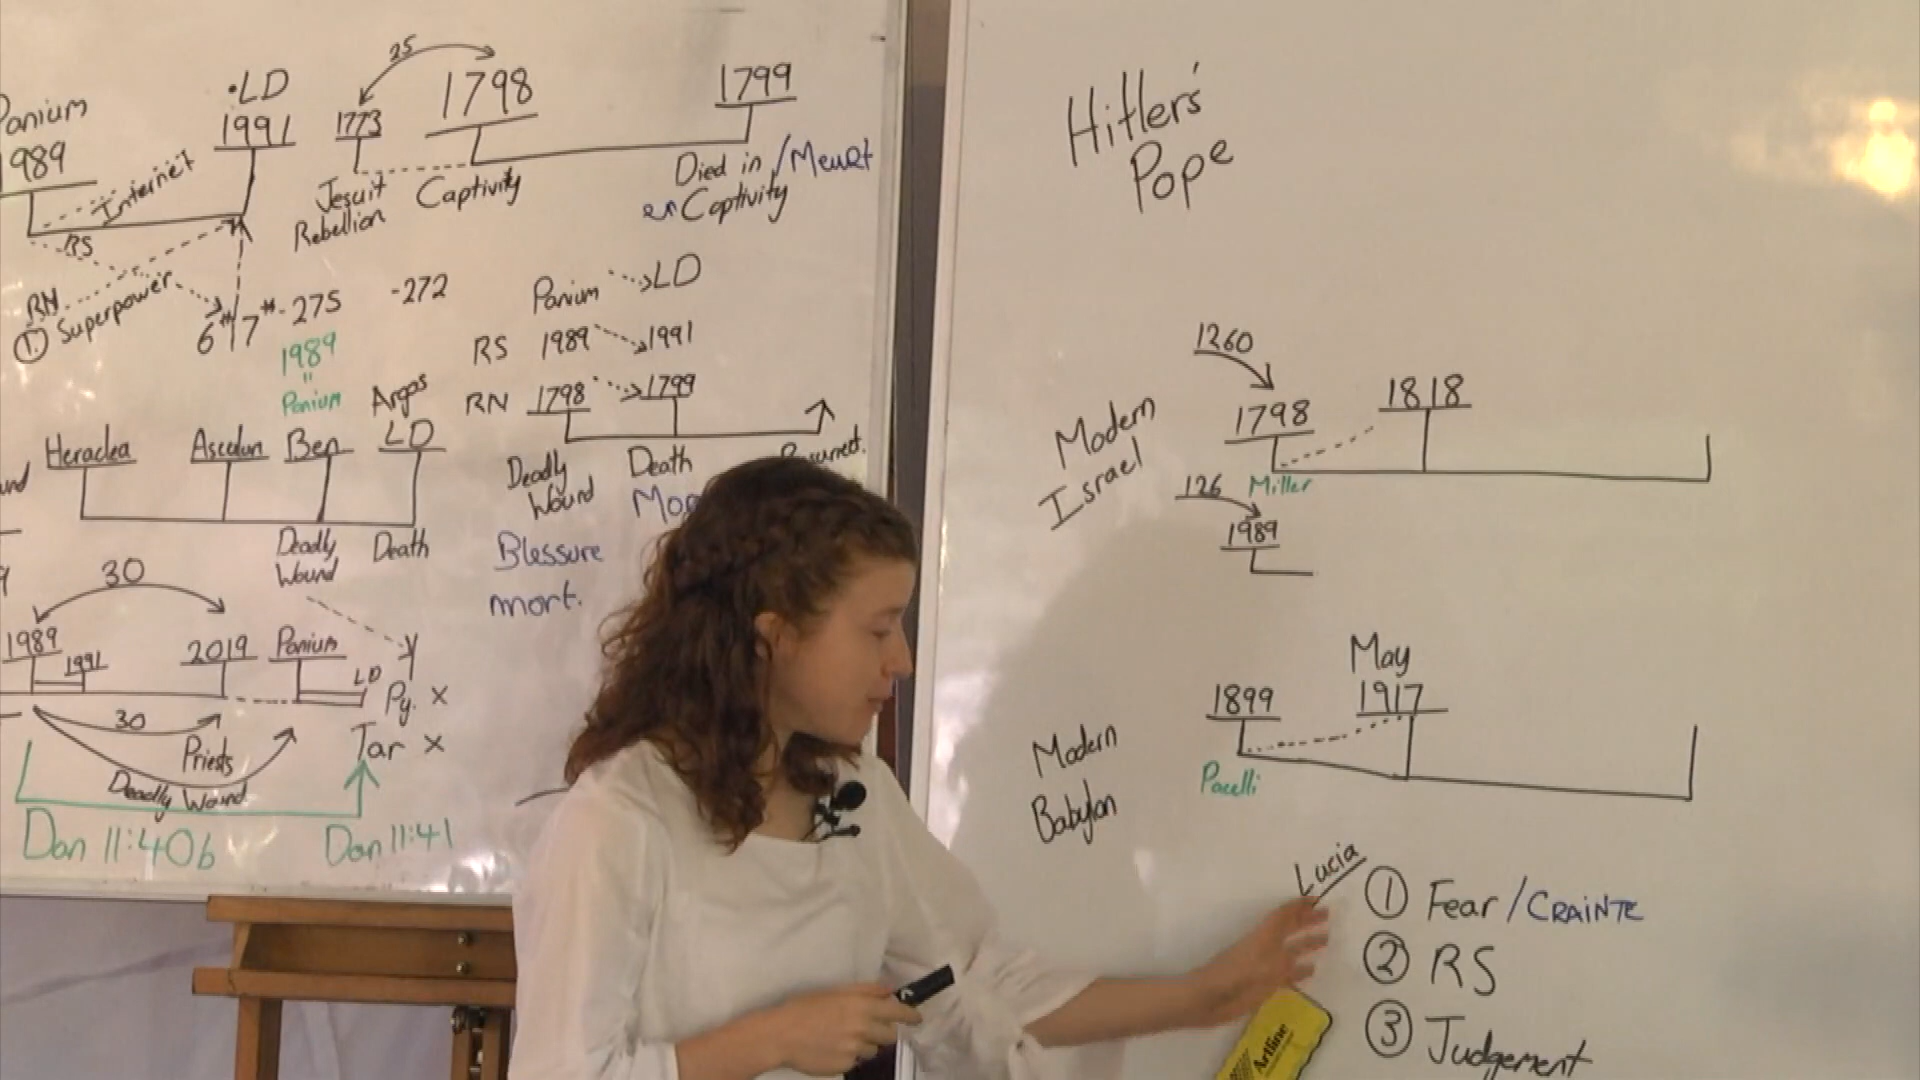 Panium
1989
Internet
RS
RN
① Superpower
•LD
1991
6th/7th
25
1773
Jesuit
Rebellion
1798
Captivity
1799
Died in /Meurt
en Captivity
-275
-272
1989
"
Panium
Panium LD
RS 1989 1991
RN 1798 1799
Deadly
Wound
Death
Blessure
mort.
Heraclea
Ascalon
Ben
Argos
LD
Deadly
Wound
Death
30
1989
1991
2019
Panium
LD
Py. x
Tar x
30
Priests
Deadly Wound
Dan 11:40b
Dan 11:41
Hitler's
Pope
Modern
Israel
1260
1798
1818
Miller
126
1989
Modern
Babylon
1899
May
1917
Pacelli
Lucia
① Fear /CRAINTE
② RS
③ Judgement
Artline